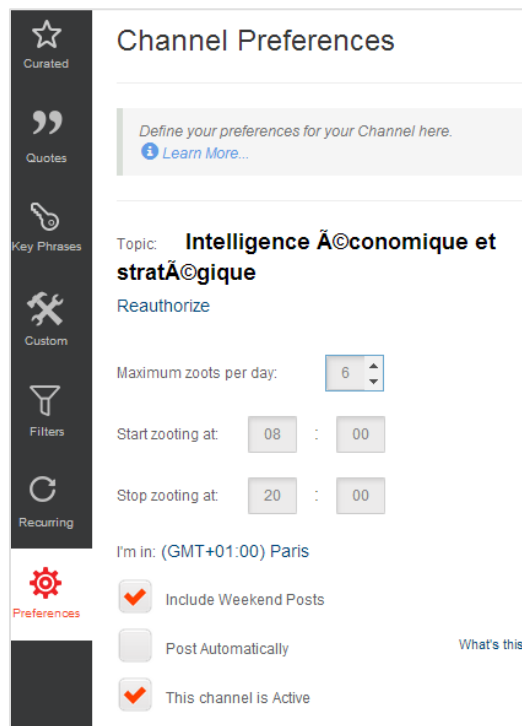 Curated
Quotes
Key Phrases
Custom
Filters
Recurring
Preferences
Channel Preferences
Define your preferences for your Channel here.
Learn More...
Topic: Intelligence Ã©conomique et
stratÃ©gique
Reauthorize
Maximum zoots per day: 6
Start zooting at: 08 : 00
Stop zooting at: 20 : 00
I'm in: (GMT+01:00) Paris
Include Weekend Posts
Post Automatically What's this
This channel is Active